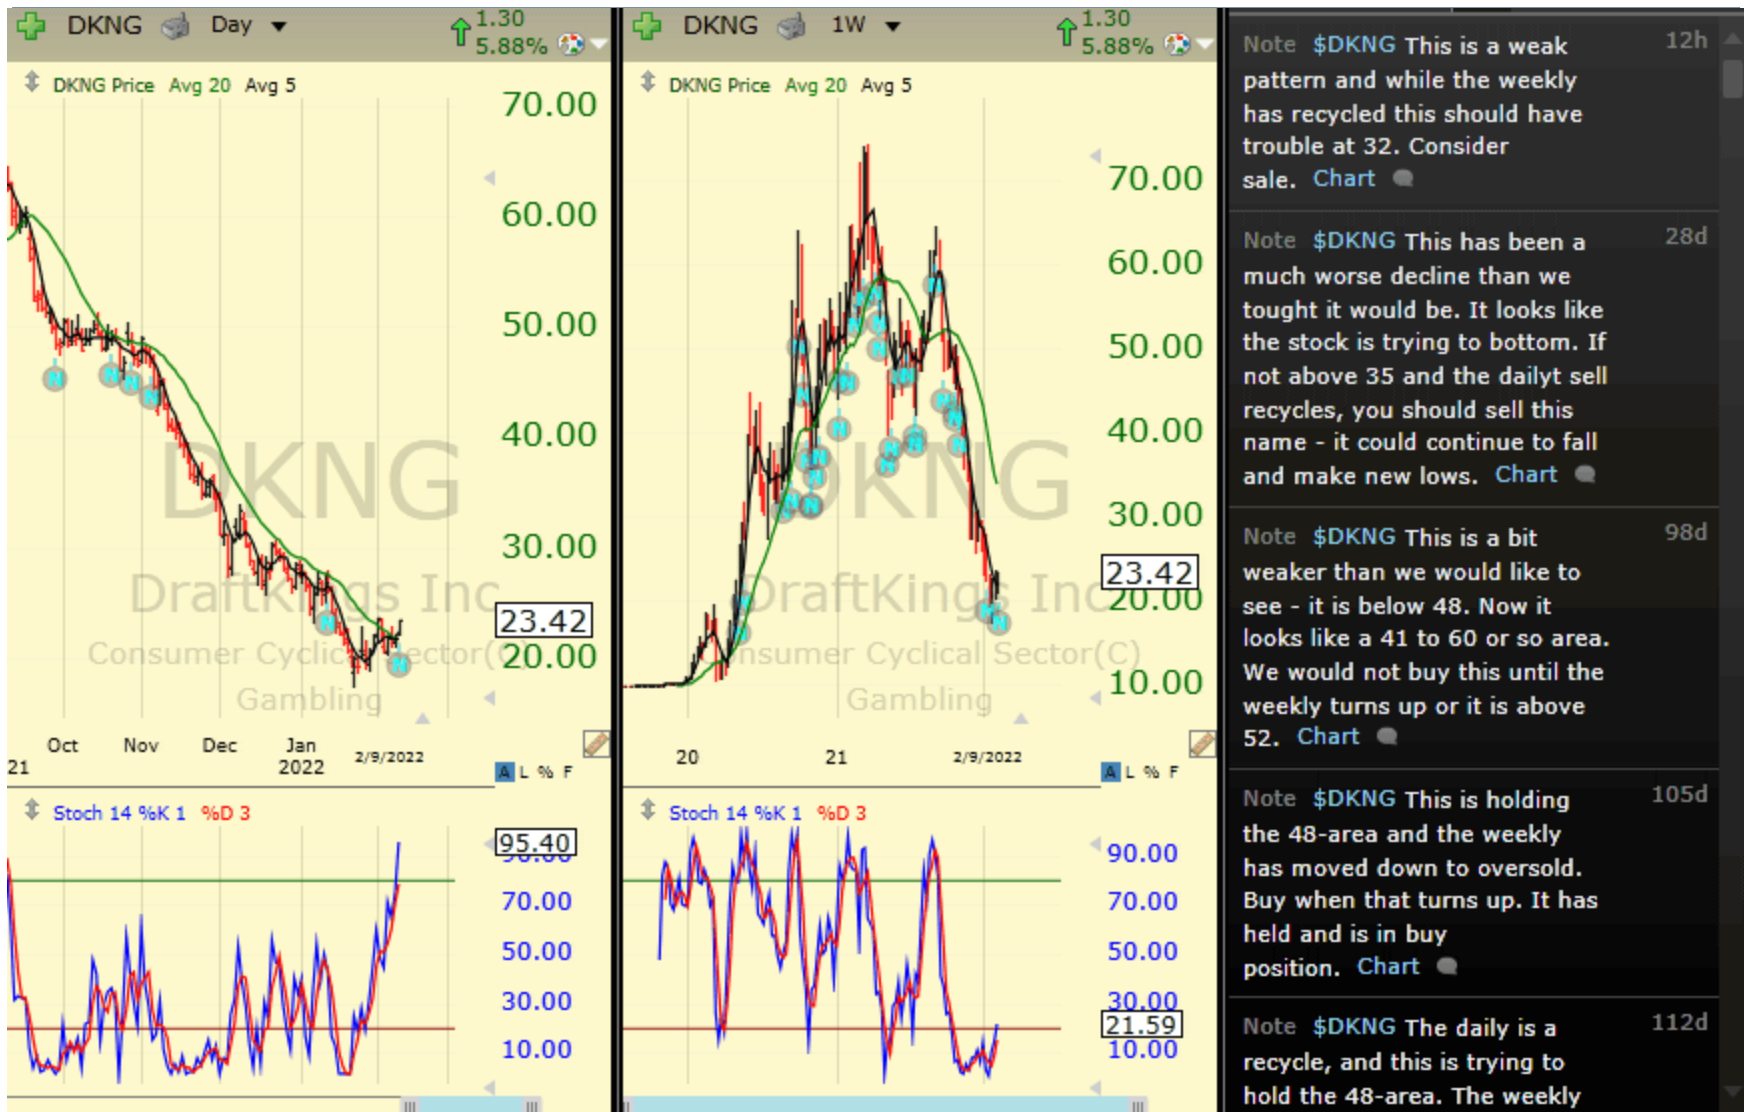 DKNG Day
1.30
5.88%
DKNG Price Avg 20 Avg 5
70.00
60.00
50.00
40.00
30.00
23.42
20.00
DKNG
DraftKings Inc
Consumer Cyclical Sector(C)
Gambling
Oct Nov Dec Jan 2/9/2022
21 2022
A L % F
Stoch 14 %K 1 %D 3
95.40
90.00
70.00
50.00
30.00
10.00
DKNG 1W
1.30
5.88%
DKNG Price Avg 20 Avg 5
70.00
60.00
50.00
40.00
30.00
23.42
20.00
10.00
DKNG
DraftKings Inc
Consumer Cyclical Sector(C)
Gambling
20 21 2/9/2022
A L % F
Stoch 14 %K 1 %D 3
90.00
70.00
50.00
30.00
21.59
10.00
Note $DKNG This is a weak 12h
pattern and while the weekly
has recycled this should have
trouble at 32. Consider
sale. Chart
Note $DKNG This has been a 28d
much worse decline than we
tought it would be. It looks like
the stock is trying to bottom. If
not above 35 and the dailyt sell
recycles, you should sell this
name - it could continue to fall
and make new lows. Chart
Note $DKNG This is a bit 98d
weaker than we would like to
see - it is below 48. Now it
looks like a 41 to 60 or so area.
We would not buy this until the
weekly turns up or it is above
52. Chart
Note $DKNG This is holding 105d
the 48-area and the weekly
has moved down to oversold.
Buy when that turns up. It has
held and is in buy
position. Chart
Note $DKNG The daily is a 112d
recycle, and this is trying to
hold the 48-area. The weekly